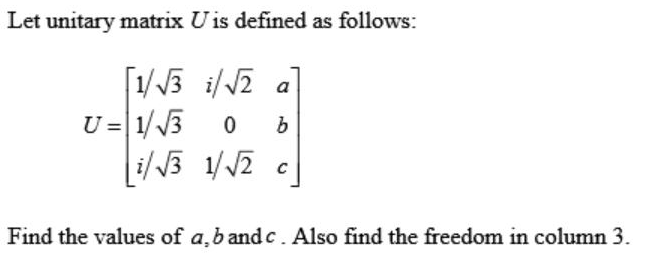 Let unitary matrix U is defined as follows:
U = [1/√3 i/√2 a
1/√3 0 b
i/√3 1/√2 c]
Find the values of a, b and c. Also find the freedom in column 3.